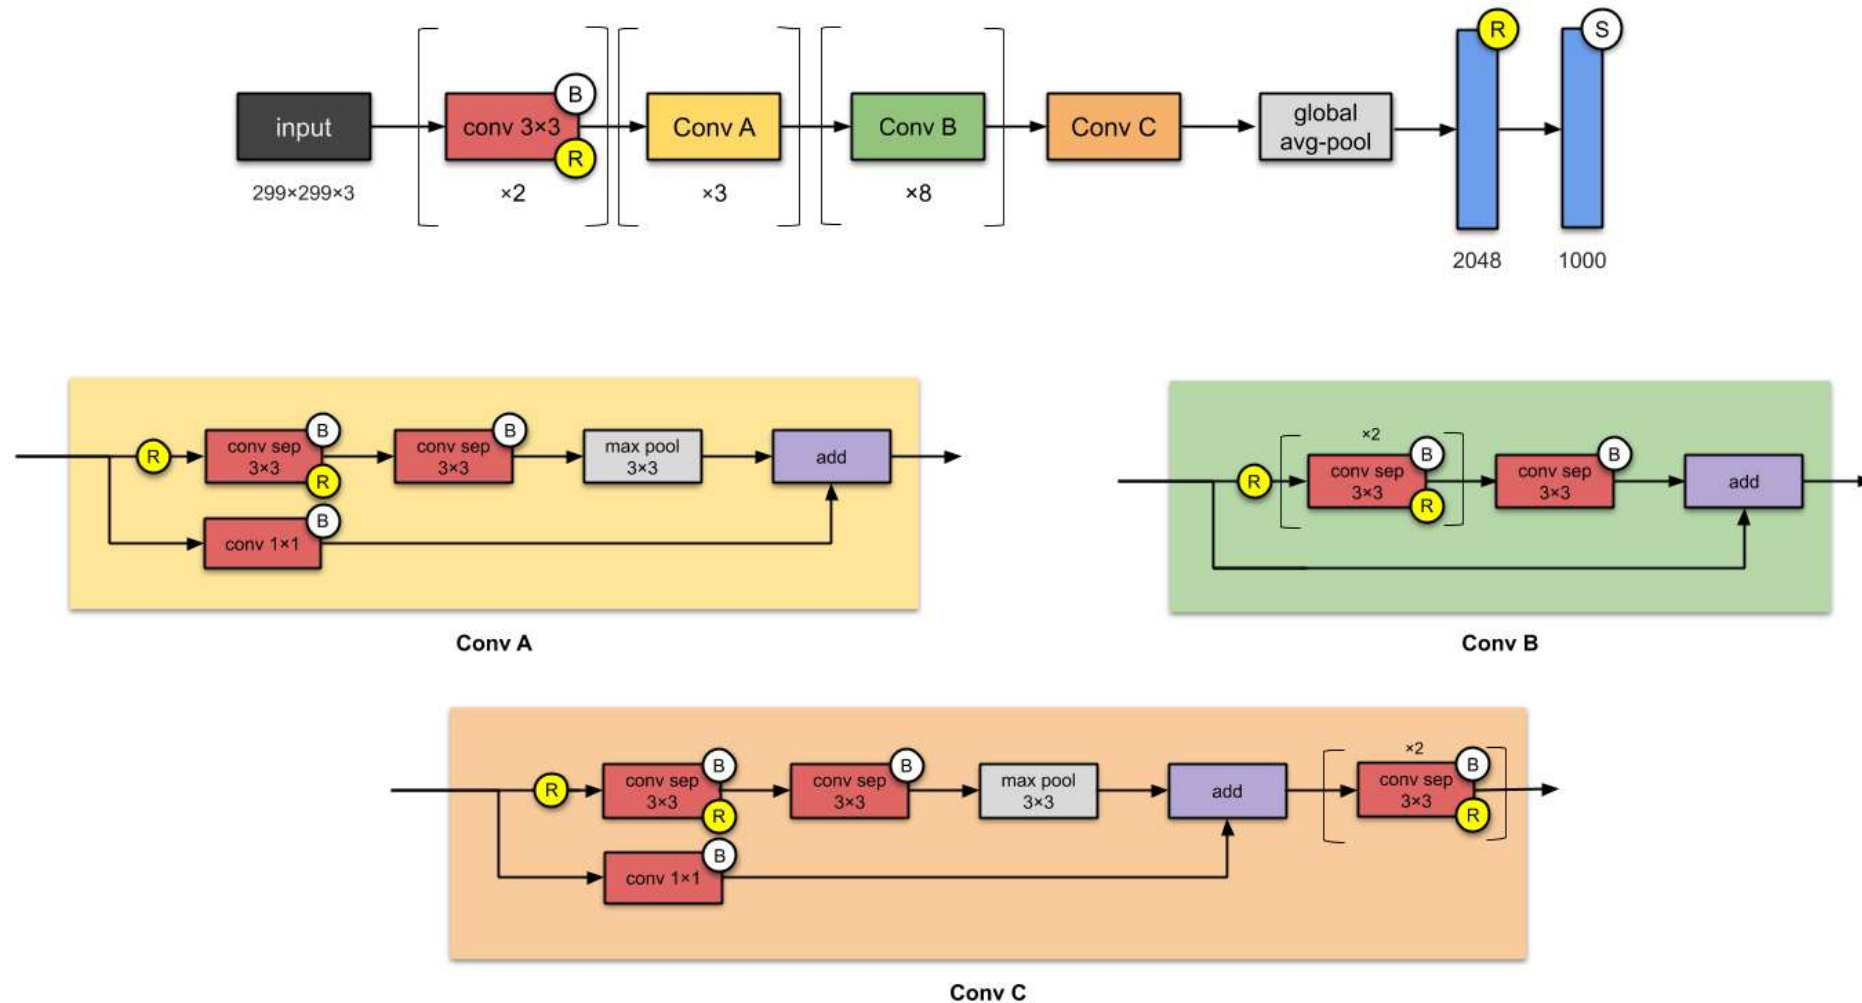 input
299×299×3
conv 3×3
B
R
×2
Conv A
×3
Conv B
×8
Conv C
global
avg-pool
R
2048
S
1000
R
conv sep
3×3
B
R
conv sep
3×3
B
max pool
3×3
add
conv 1×1
B
Conv A
R
×2
conv sep
3×3
B
R
conv sep
3×3
B
add
Conv B
R
conv sep
3×3
B
R
conv sep
3×3
B
max pool
3×3
add
×2
conv sep
3×3
B
R
conv 1×1
B
Conv C